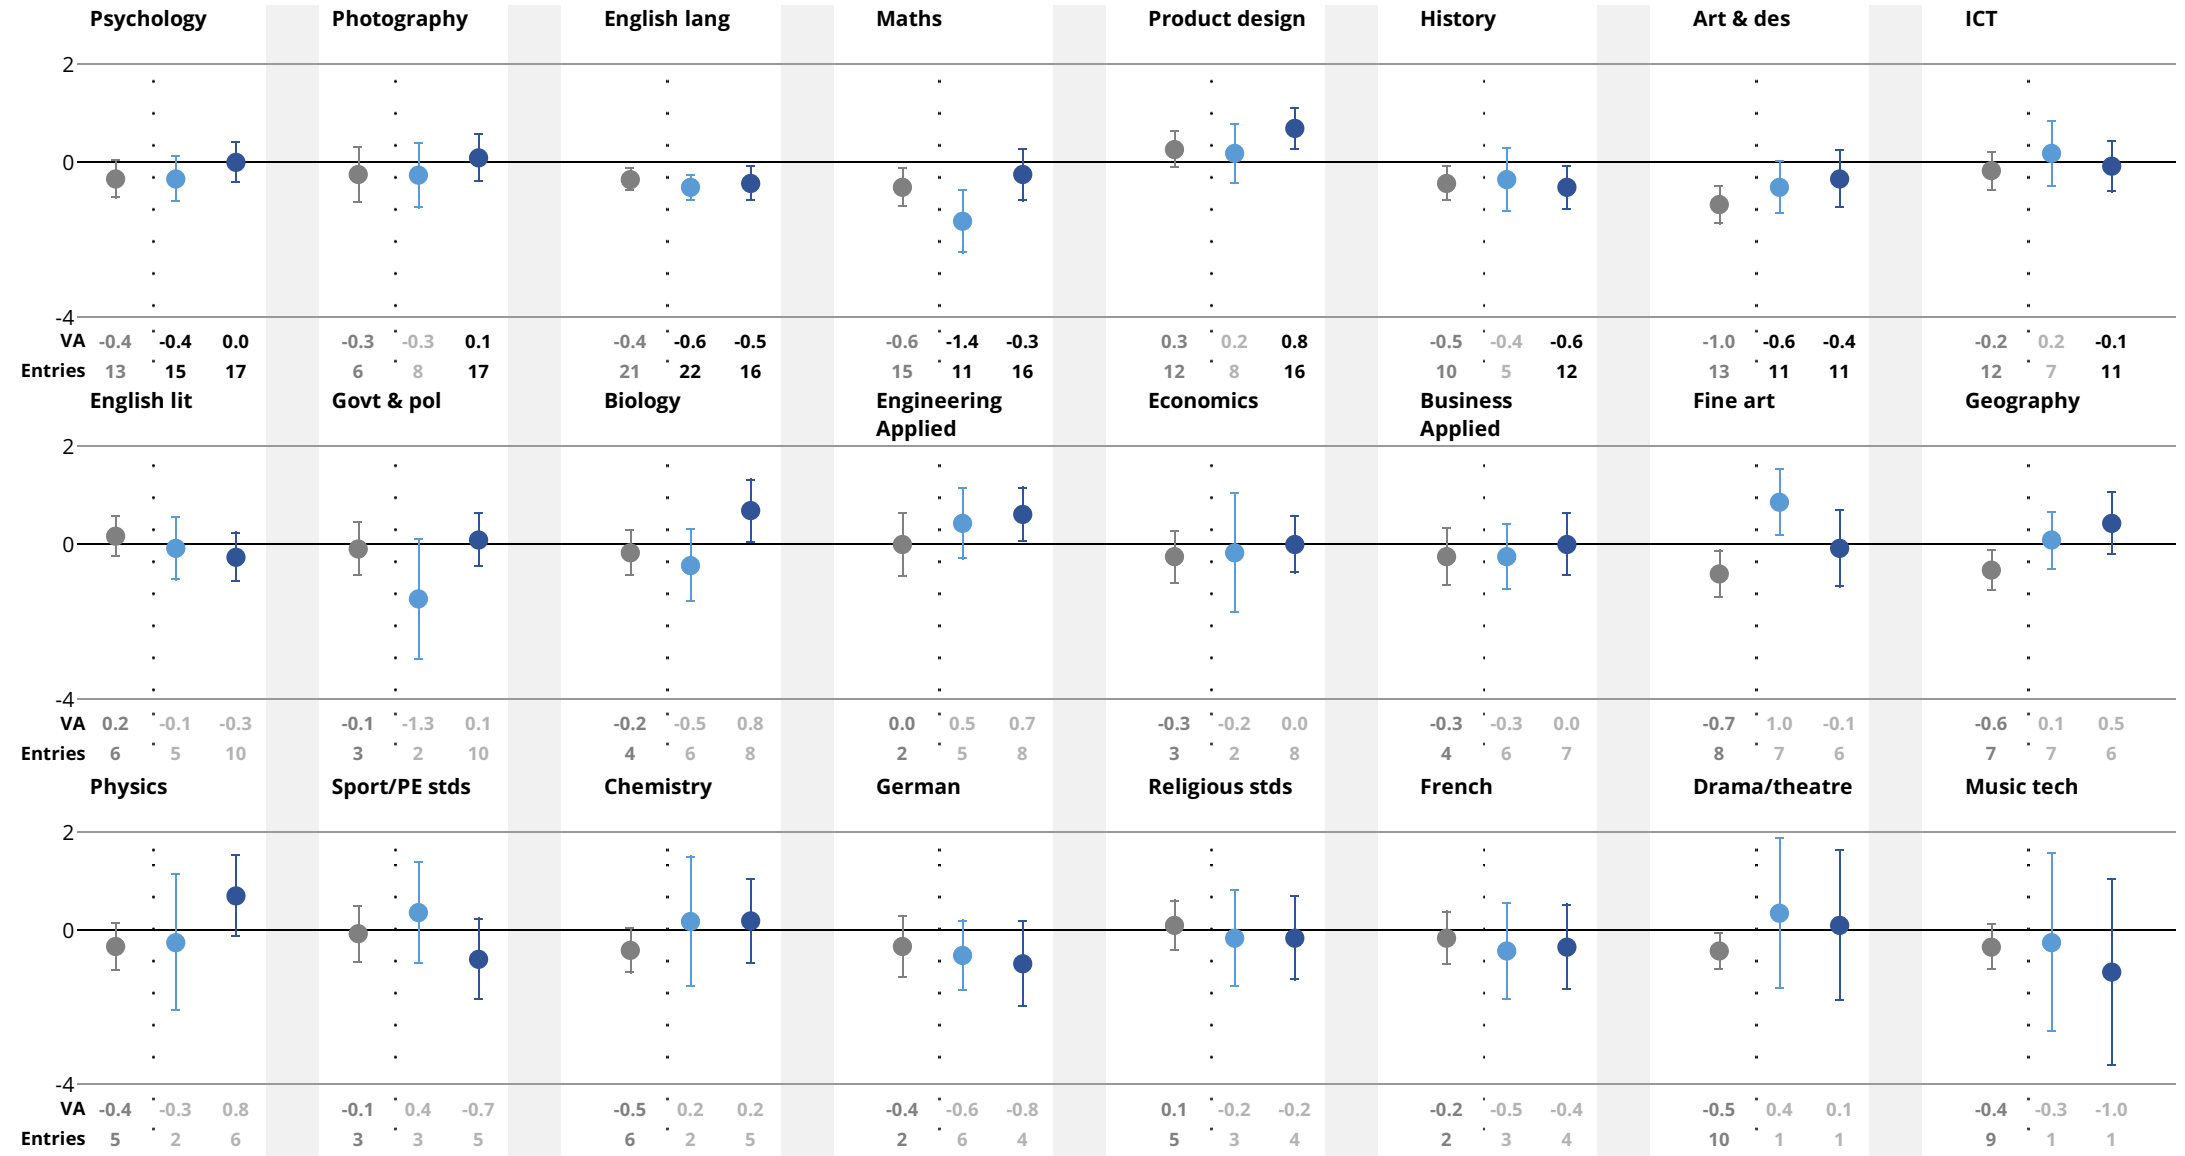 Psychology Photography English lang Maths Product design History Art & des ICT
2
0
-4
VA -0.4 -0.4 0.0 -0.3 -0.3 0.1 -0.4 -0.6 -0.5 -0.6 -1.4 -0.3 0.3 0.2 0.8 -0.5 -0.4 -0.6 -1.0 -0.6 -0.4 -0.2 0.2 -0.1
Entries 13 15 17 6 8 17 21 22 16 15 11 16 12 8 16 10 5 12 13 11 11 12 7 11
English lit Govt & pol Biology Engineering Economics Business Fine art Geography
Applied Applied
2
0
-4
VA 0.2 -0.1 -0.3 -0.1 -1.3 0.1 -0.2 -0.5 0.8 0.0 0.5 0.7 -0.3 -0.2 0.0 -0.3 -0.3 0.0 -0.7 1.0 -0.1 -0.6 0.1 0.5
Entries 6 5 10 3 2 10 4 6 8 2 5 8 3 2 8 4 6 7 8 7 6 7 7 6
Physics Sport/PE stds Chemistry German Religious stds French Drama/theatre Music tech
2
0
-4
VA -0.4 -0.3 0.8 -0.1 0.4 -0.7 -0.5 0.2 0.2 -0.4 -0.6 -0.8 0.1 -0.2 -0.2 -0.2 -0.5 -0.4 -0.5 0.4 0.1 -0.4 -0.3 -1.0
Entries 5 2 6 3 3 5 6 2 5 2 6 4 5 3 4 2 3 4 10 1 1 9 1 1